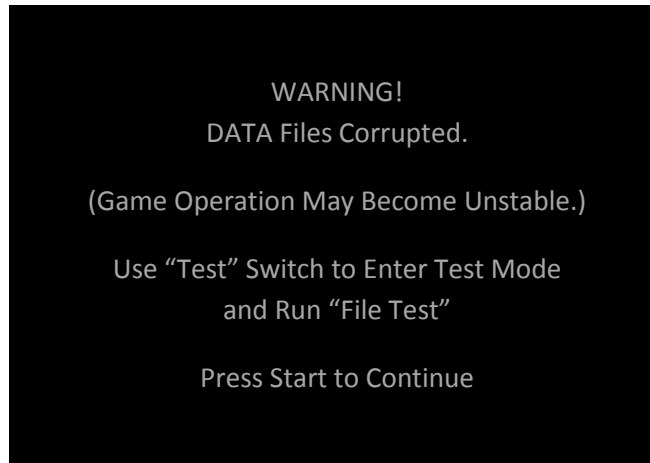 WARNING!
DATA Files Corrupted.
(Game Operation May Become Unstable.)
Use “Test” Switch to Enter Test Mode
and Run “File Test”
Press Start to Continue